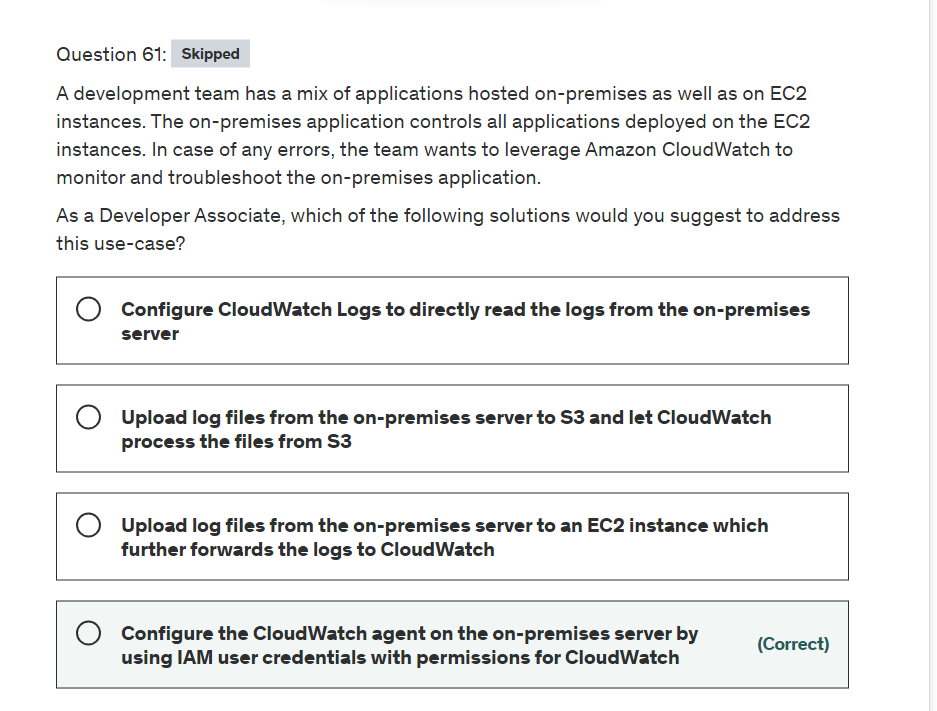 Question 61: Skipped
A development team has a mix of applications hosted on-premises as well as on EC2
instances. The on-premises application controls all applications deployed on the EC2
instances. In case of any errors, the team wants to leverage Amazon CloudWatch to
monitor and troubleshoot the on-premises application.
As a Developer Associate, which of the following solutions would you suggest to address
this use-case?
Configure CloudWatch Logs to directly read the logs from the on-premises
server
Upload log files from the on-premises server to S3 and let CloudWatch
process the files from S3
Upload log files from the on-premises server to an EC2 instance which
further forwards the logs to CloudWatch
Configure the CloudWatch agent on the on-premises server by
using IAM user credentials with permissions for CloudWatch
(Correct)